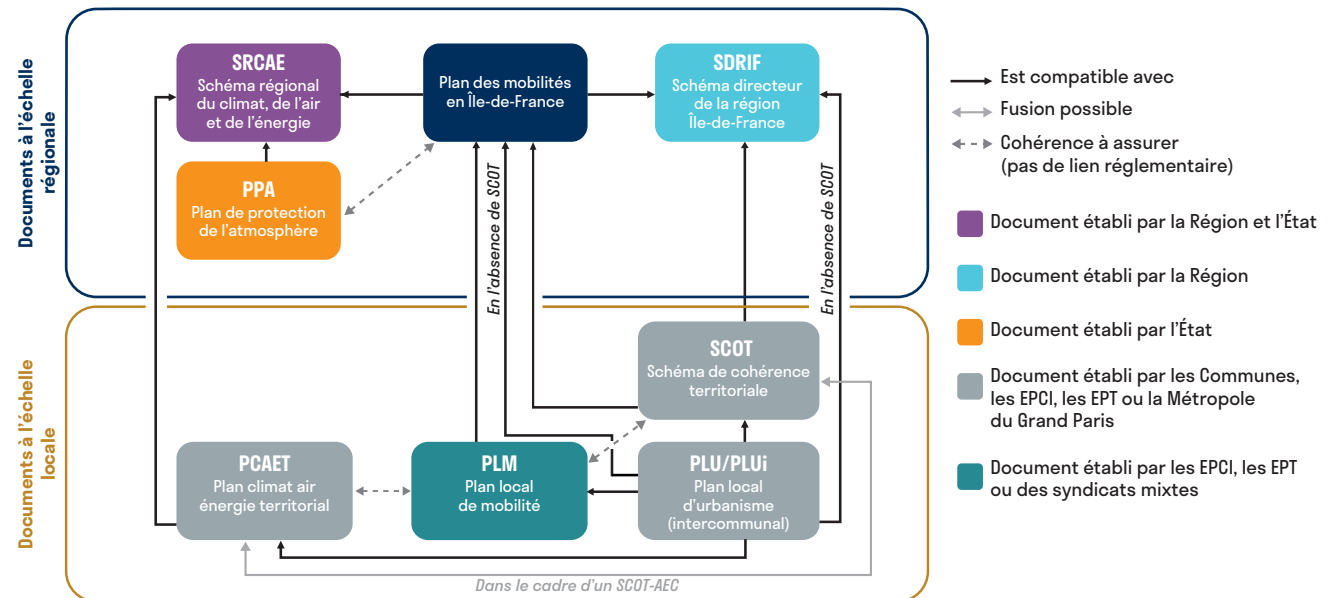 Documents à l'échelle
régionale
SRCAE
Schéma régional
du climat, de l'air
et de l'énergie
Plan des mobilités
en Île-de-France
SDRIF
Schéma directeur
de la région
Île-de-France
PPA
Plan de protection
de l'atmosphère
En l'absence de SCOT
En l'absence de SCOT
Documents à l'échelle
locale
SCOT
Schéma de cohérence
territoriale
PCAET
Plan climat air
énergie territorial
PLM
Plan local
de mobilité
PLU/PLUi
Plan local
d'urbanisme
(intercommunal)
Dans le cadre d'un SCOT-AEC
Est compatible avec
Fusion possible
Cohérence à assurer
(pas de lien réglementaire)
Document établi par la Région et l'État
Document établi par la Région
Document établi par l'État
Document établi par les Communes,
les EPCI, les EPT ou la Métropole
du Grand Paris
Document établi par les EPCI, les EPT
ou des syndicats mixtes